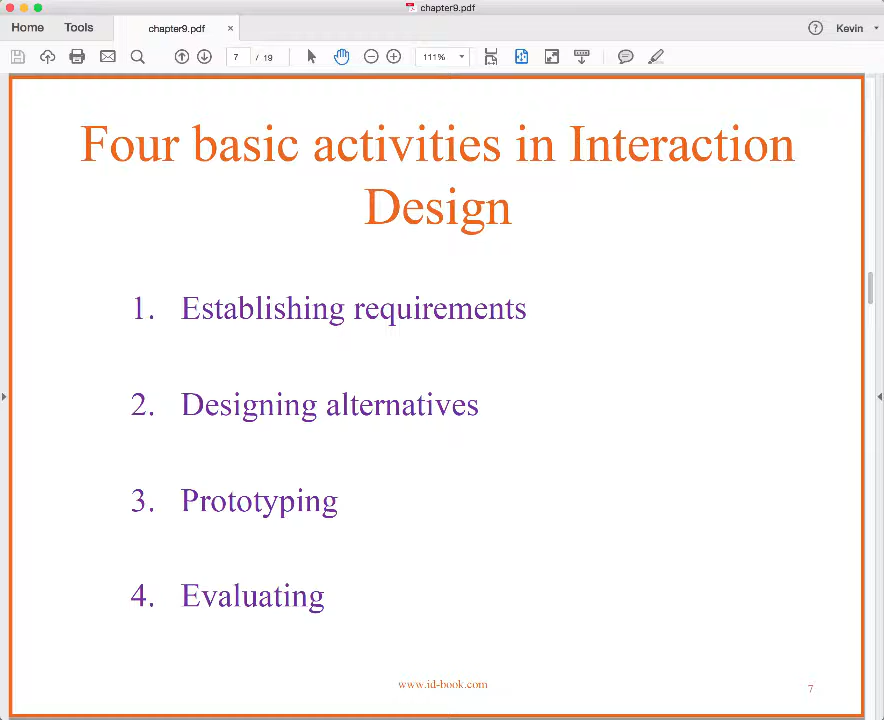 chapter9.pdf
Home Tools chapter9.pdf × ? Kevin
7 / 19 111%
Four basic activities in Interaction
Design
1. Establishing requirements
2. Designing alternatives
3. Prototyping
4. Evaluating
www.id-book.com
7